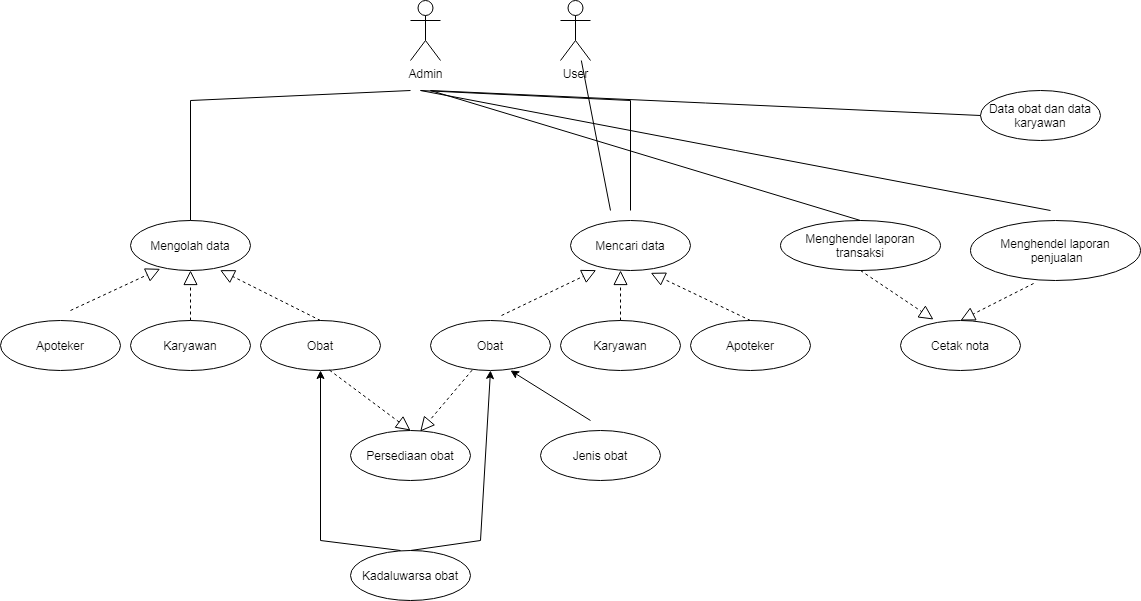 Admin
User
Data obat dan data
karyawan
Mengolah data
Mencari data
Menghendel laporan
transaksi
Menghendel laporan
penjualan
Apoteker
Karyawan
Obat
Obat
Karyawan
Apoteker
Cetak nota
Persediaan obat
Jenis obat
Kadaluwarsa obat